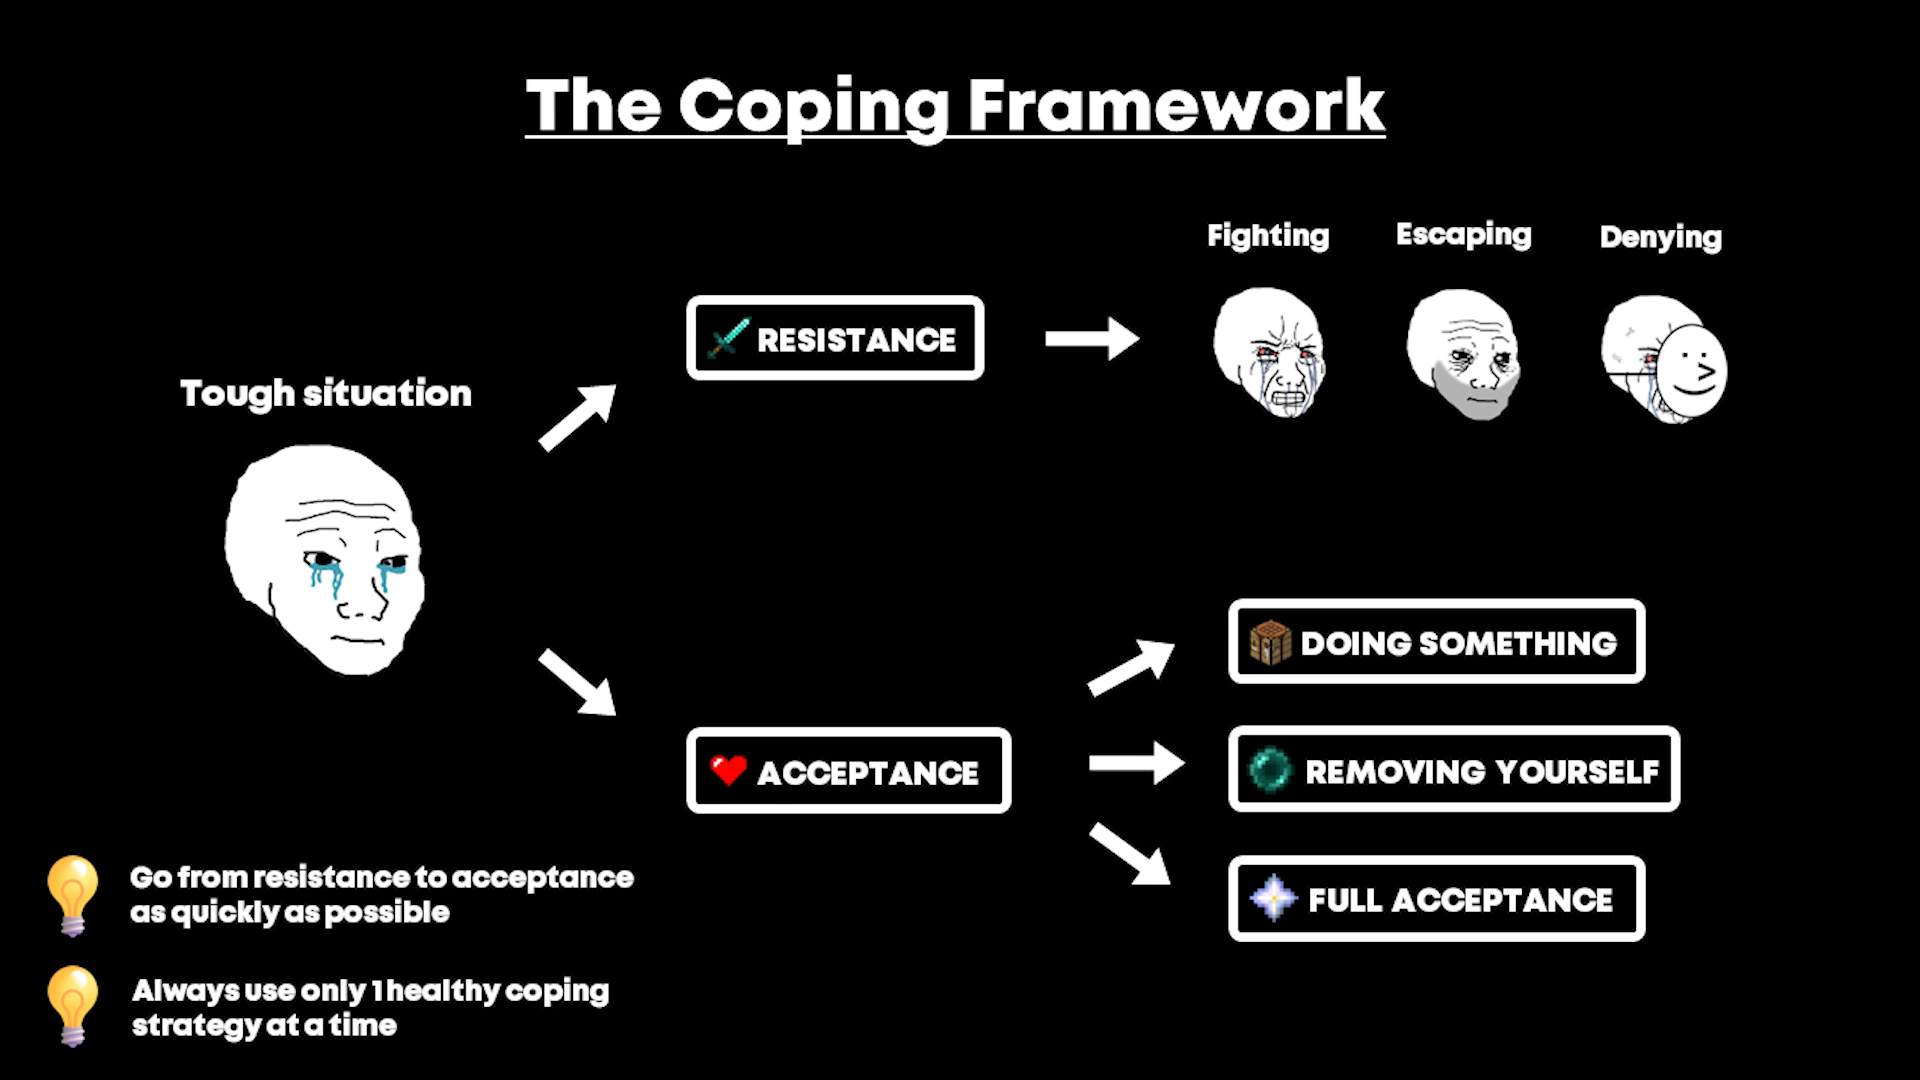 The Coping Framework
Fighting
Escaping
Denying
RESISTANCE
Tough situation
DOING SOMETHING
REMOVING YOURSELF
ACCEPTANCE
FULL ACCEPTANCE
Go from resistance to acceptance
as quickly as possible
Always use only 1 healthy coping
strategy at a time